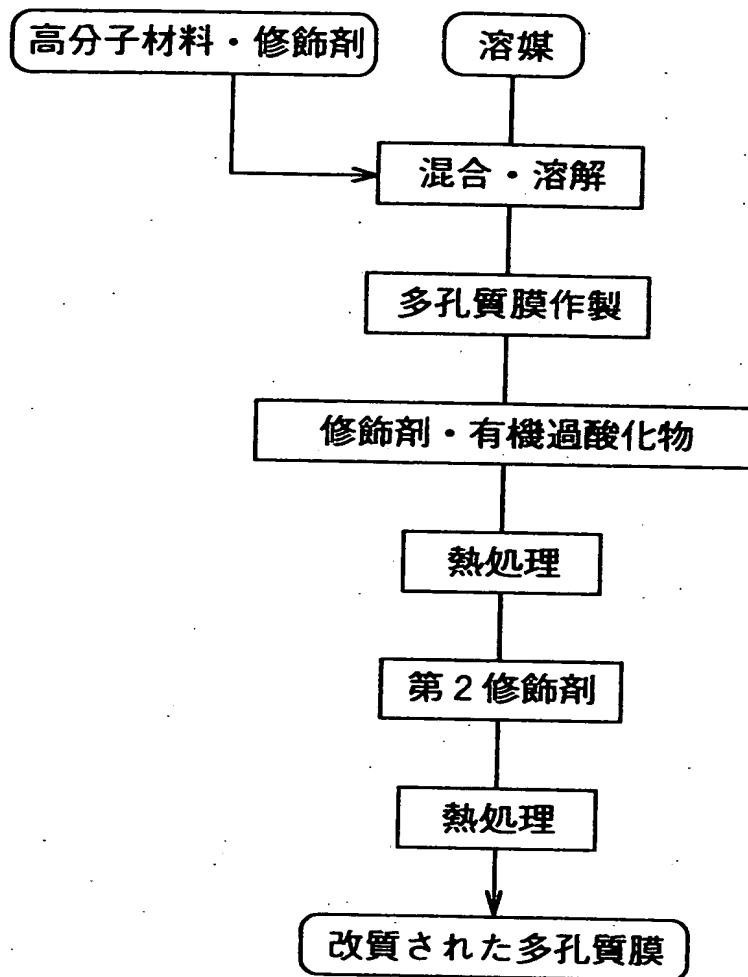 高分子材料・修飾剤
溶媒
混合・溶解
多孔質膜作製
修飾剤・有機過酸化物
熱処理
第2修飾剤
熱処理
改質された多孔質膜